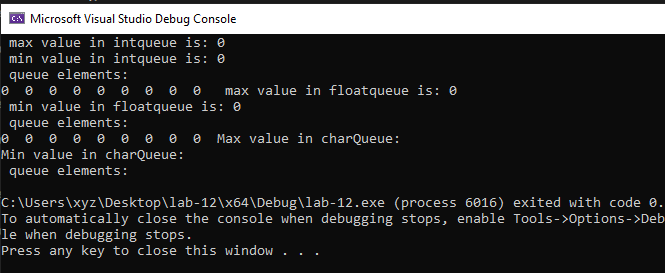 Microsoft Visual Studio Debug Console
max value in intqueue is: 0
min value in intqueue is: 0
queue elements:
0 0 0 0 0 0 0 0 0 max value in floatqueue is: 0
min value in floatqueue is: 0
queue elements:
0 0 0 0 0 0 0 0 0 Max value in charQueue:
Min value in charQueue:
queue elements:
C:\Users\xyz\Desktop\lab-12\x64\Debug\lab-12.exe (process 6016) exited with code 0.
To automatically close the console when debugging stops, enable Tools->Options->Deb
le when debugging stops.
Press any key to close this window . . .